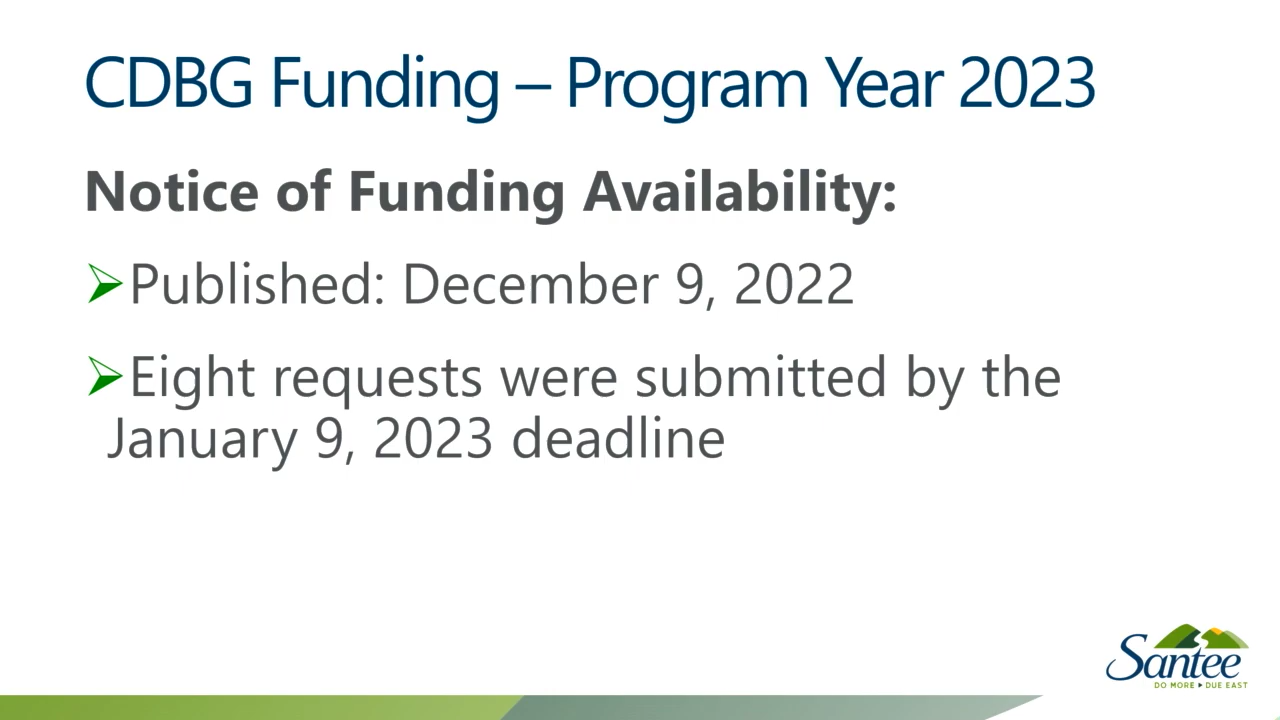 CDBG Funding – Program Year 2023
Notice of Funding Availability:
➢Published: December 9, 2022
➢Eight requests were submitted by the
January 9, 2023 deadline
Santee
DO MORE ▸ DUE EAST